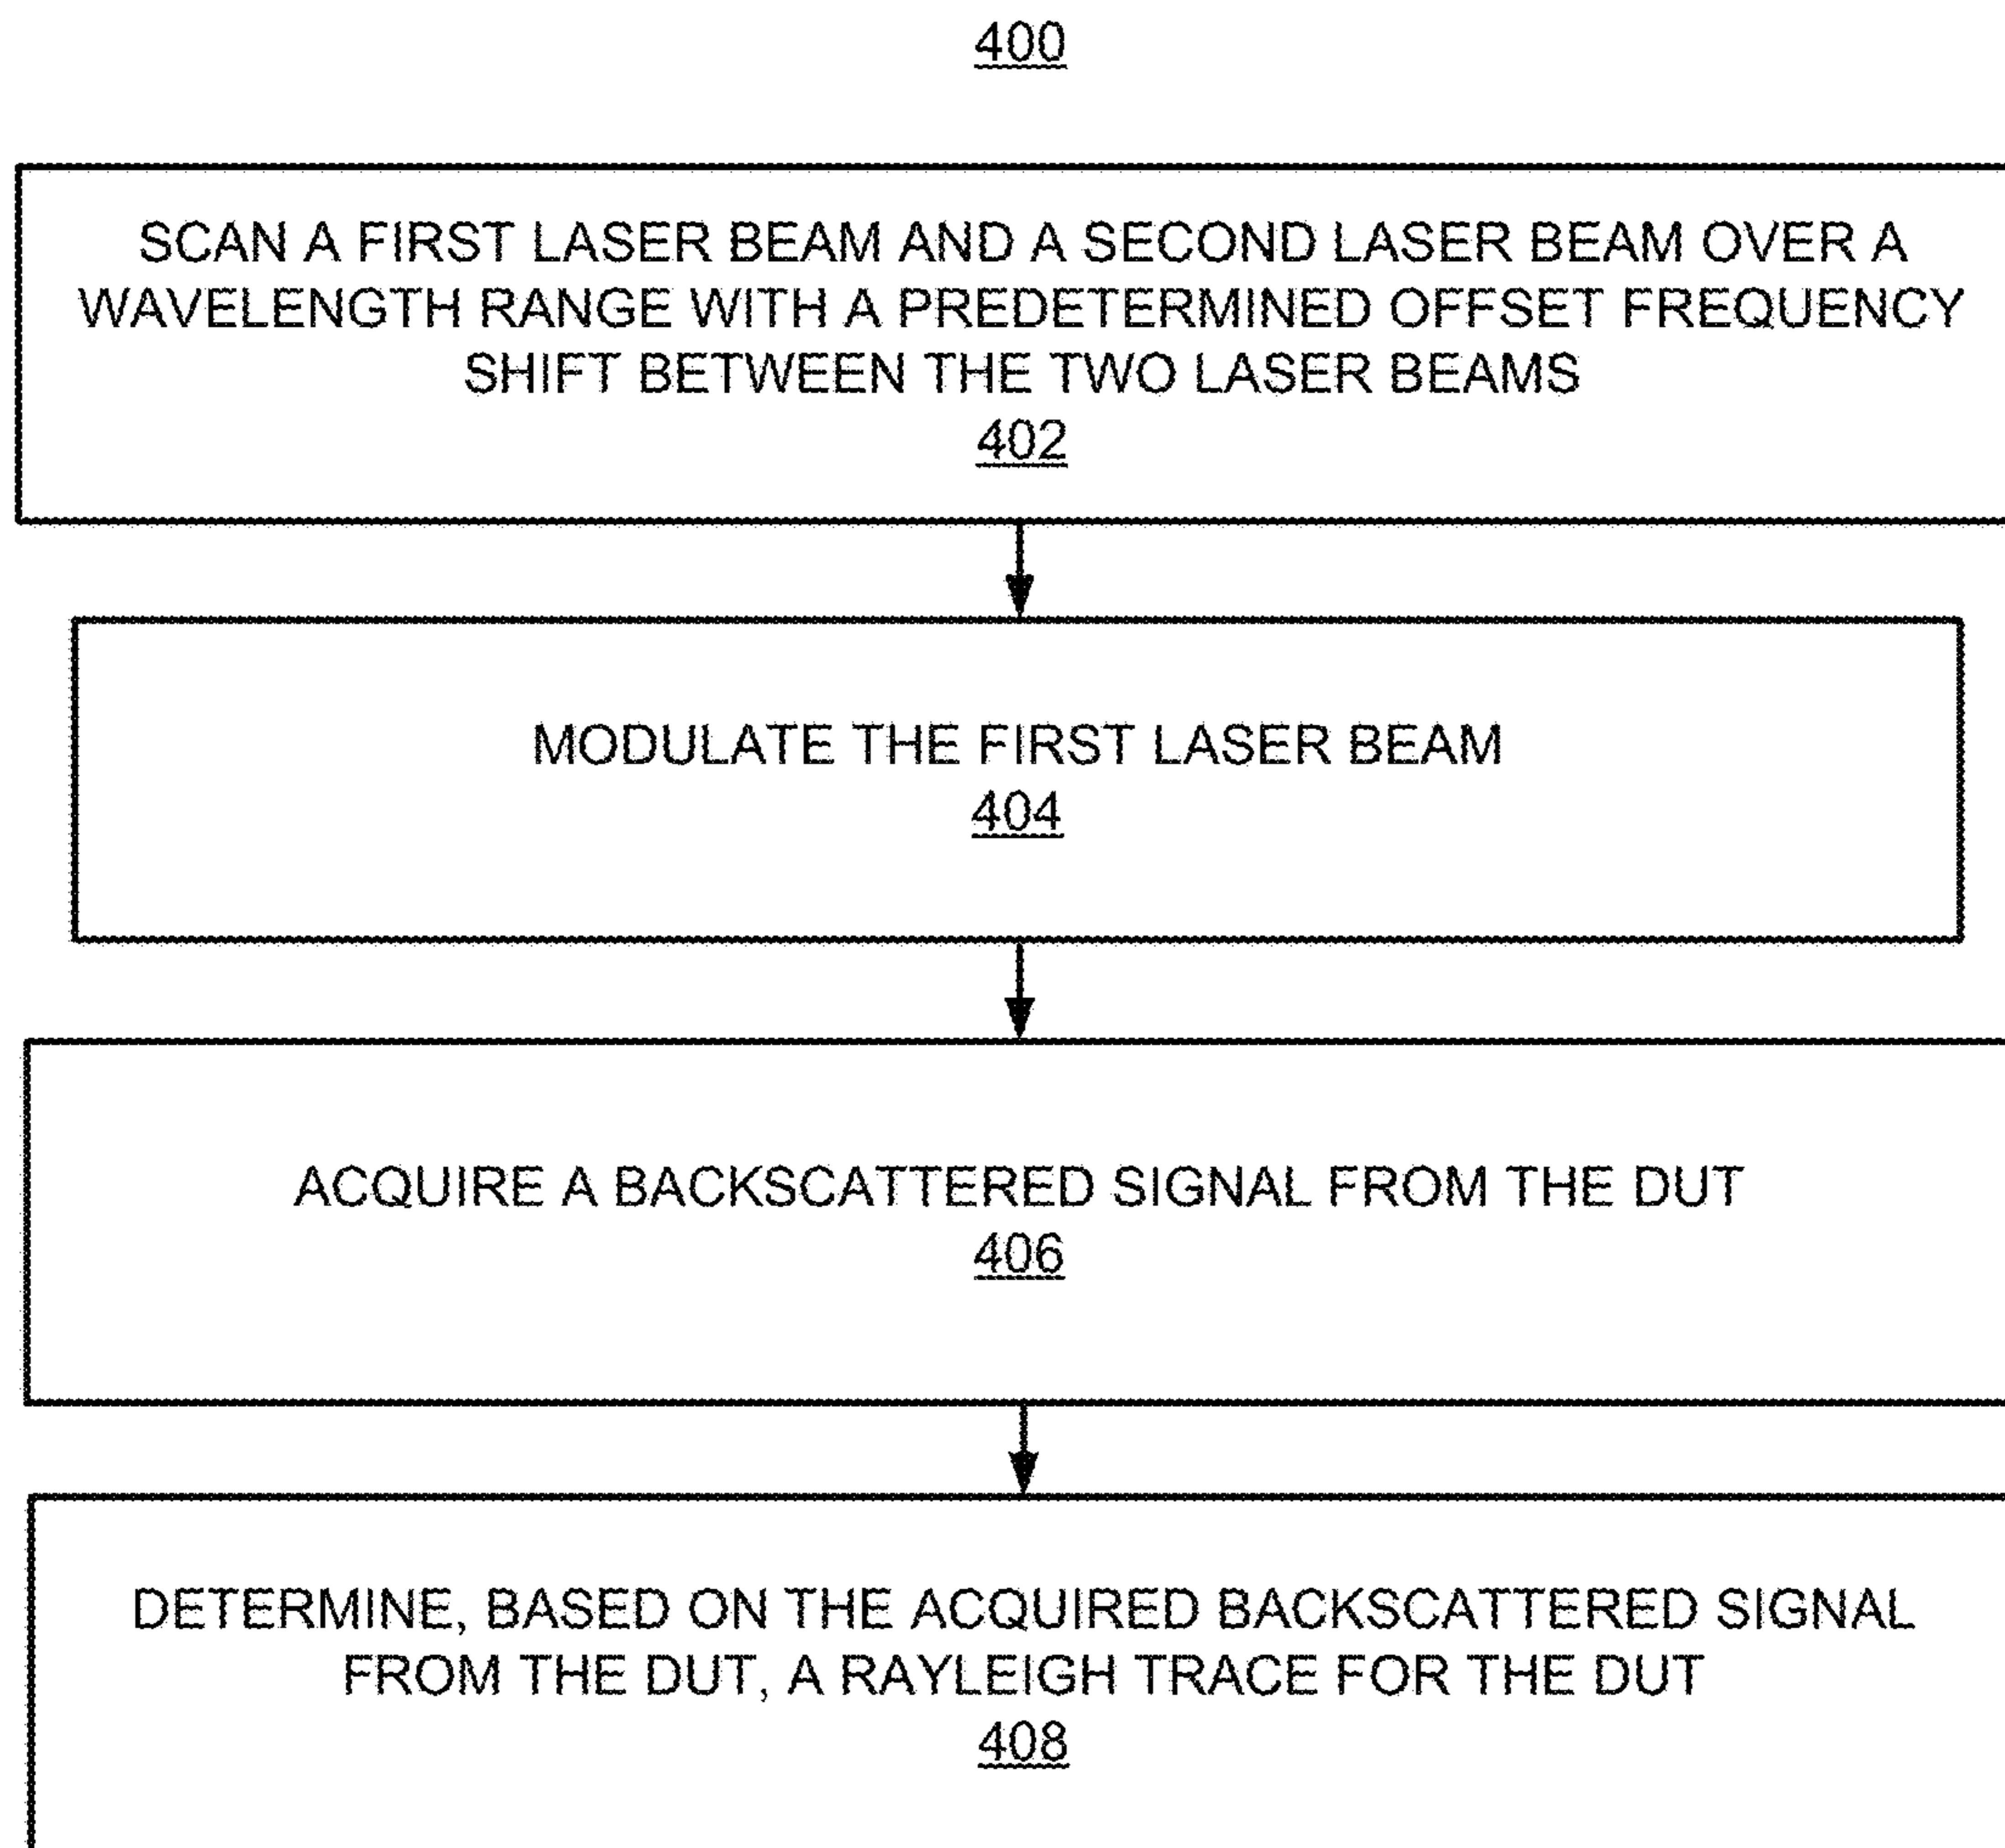 400
SCAN A FIRST LASER BEAM AND A SECOND LASER BEAM OVER A
WAVELENGTH RANGE WITH A PREDETERMINED OFFSET FREQUENCY
SHIFT BETWEEN THE TWO LASER BEAMS
402
MODULATE THE FIRST LASER BEAM
404
ACQUIRE A BACKSCATTERED SIGNAL FROM THE DUT
406
DETERMINE, BASED ON THE ACQUIRED BACKSCATTERED SIGNAL
FROM THE DUT, A RAYLEIGH TRACE FOR THE DUT
408